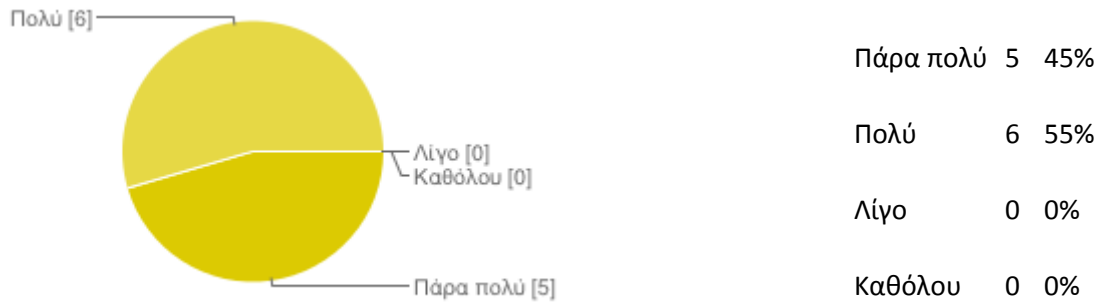 Πολύ [6]
Λίγο [0]
Καθόλου [0]
Πάρα πολύ [5]
Πάρα πολύ 5 45%
Πολύ 6 55%
Λίγο 0 0%
Καθόλου 0 0%